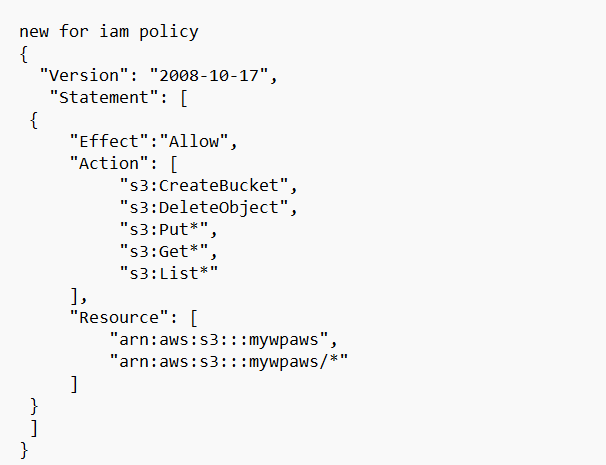 new for iam policy
{
"Version": "2008-10-17",
"Statement": [
{
"Effect":"Allow",
"Action": [
"s3:CreateBucket",
"s3:DeleteObject",
"s3:Put*",
"s3:Get*",
"s3:List*"
],
"Resource": [
"arn:aws:s3:::mywpaws",
"arn:aws:s3:::mywpaws/*"
]
}
]
}